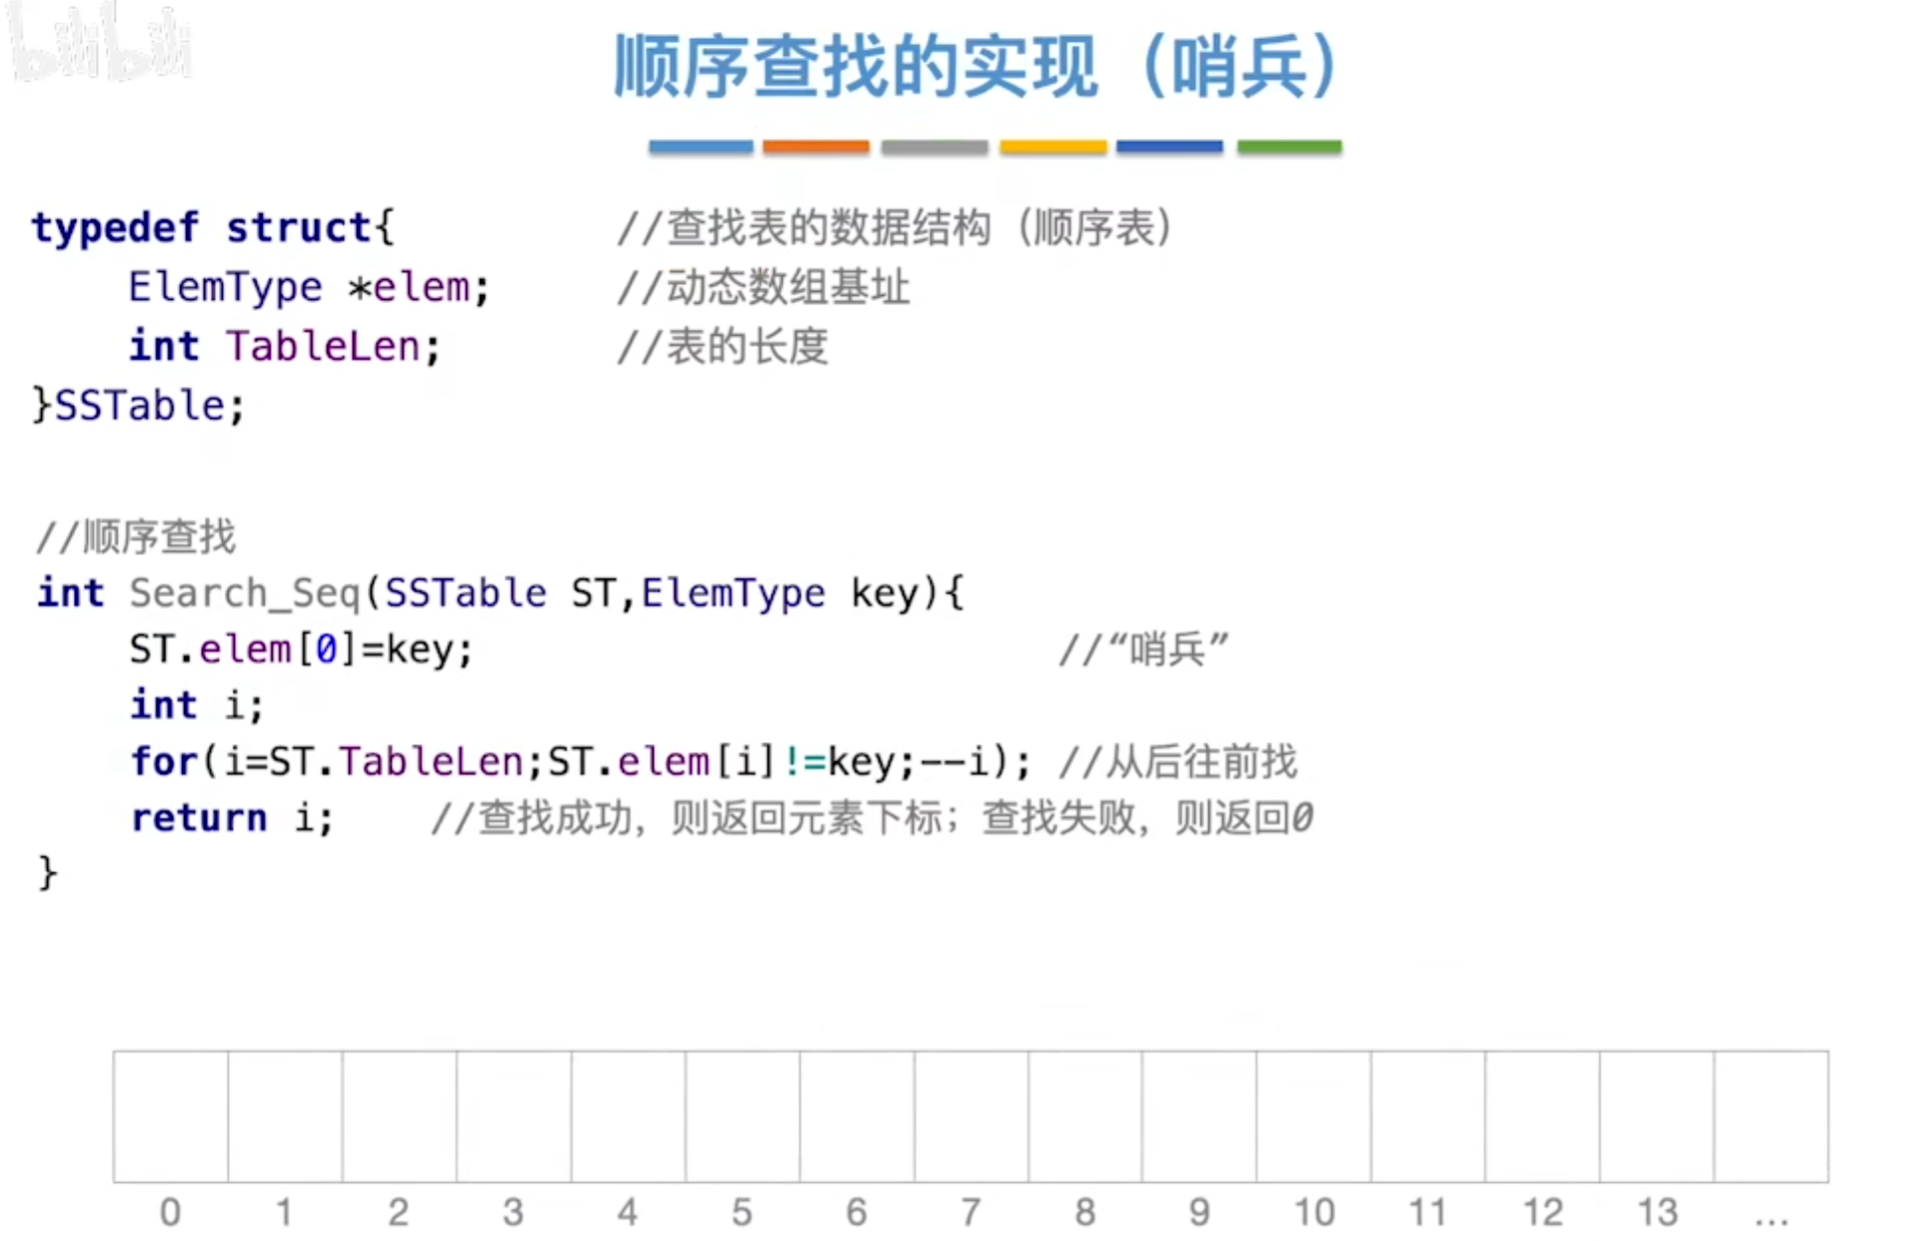 bilibili
顺序查找的实现（哨兵）
typedef struct{ //查找表的数据结构（顺序表）
ElemType *elem; //动态数组基址
int TableLen; //表的长度
}SSTable;
//顺序查找
int Search_Seq(SSTable ST,ElemType key){
ST.elem[0]=key; //“哨兵”
int i;
for(i=ST.TableLen;ST.elem[i]!=key;--i); //从后往前找
return i; //查找成功，则返回元素下标；查找失败，则返回0
}
0 1 2 3 4 5 6 7 8 9 10 11 12 13 ...